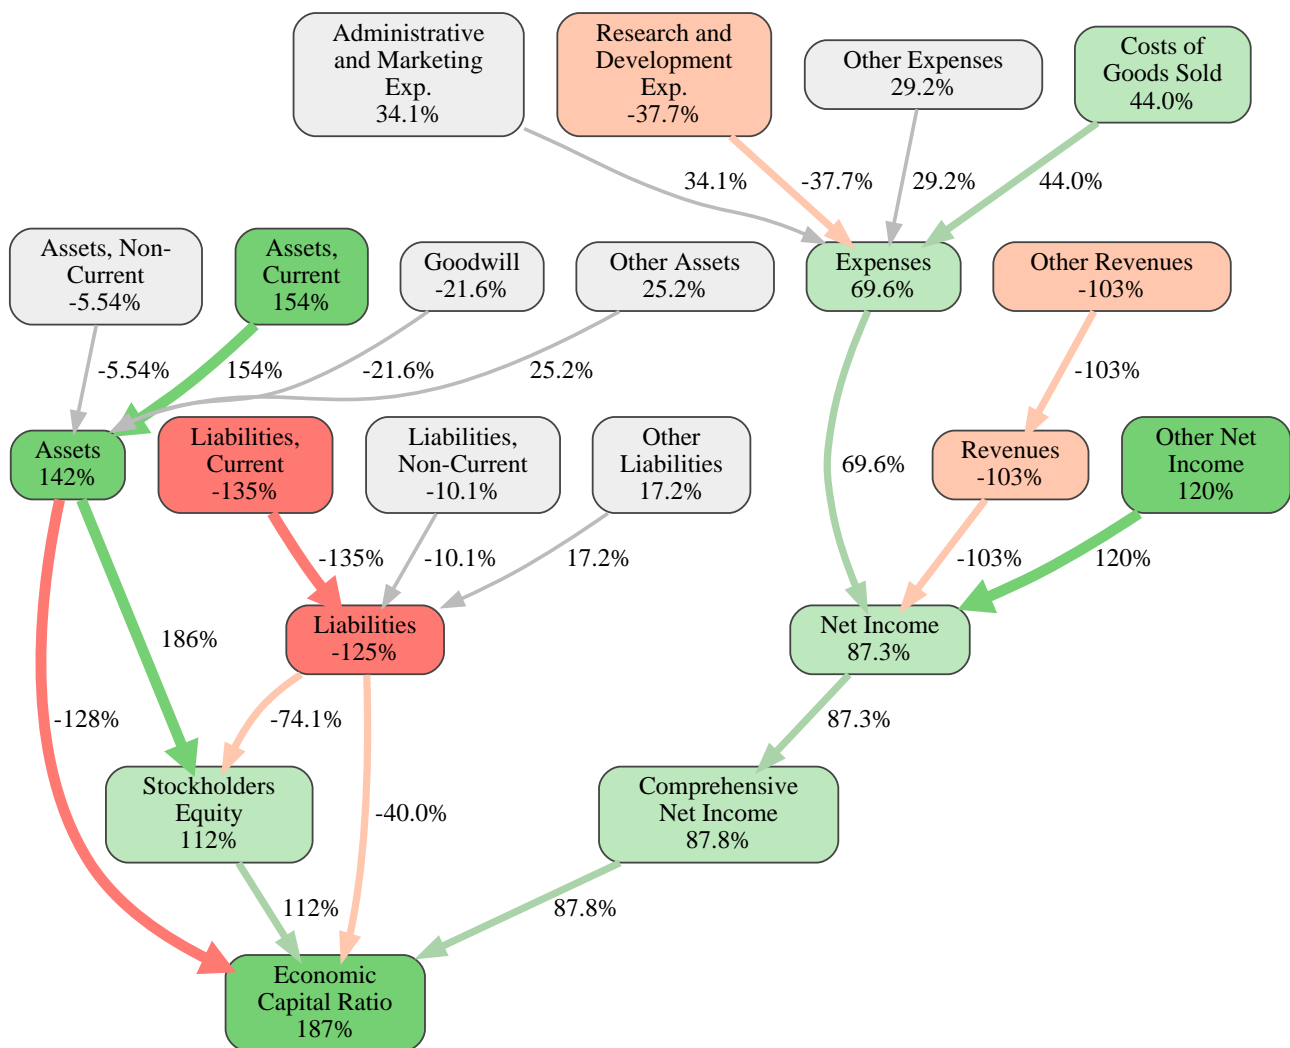 Administrative
and Marketing
Exp.
34.1%
Research and
Development
Exp.
-37.7%
Other Expenses
29.2%
Costs of
Goods Sold
44.0%
34.1%
-37.7%
29.2%
44.0%
Assets, Non-
Current
-5.54%
Assets,
Current
154%
Goodwill
-21.6%
Other Assets
25.2%
Expenses
69.6%
Other Revenues
-103%
-5.54%
154%
-21.6%
25.2%
-103%
Assets
142%
Liabilities,
Current
-135%
Liabilities,
Non-Current
-10.1%
Other
Liabilities
17.2%
69.6%
Revenues
-103%
Other Net
Income
120%
-135%
-10.1%
17.2%
-103%
120%
186%
Liabilities
-125%
Net Income
87.3%
-128%
-74.1%
87.3%
Stockholders
Equity
112%
-40.0%
Comprehensive
Net Income
87.8%
112%
87.8%
Economic
Capital Ratio
187%